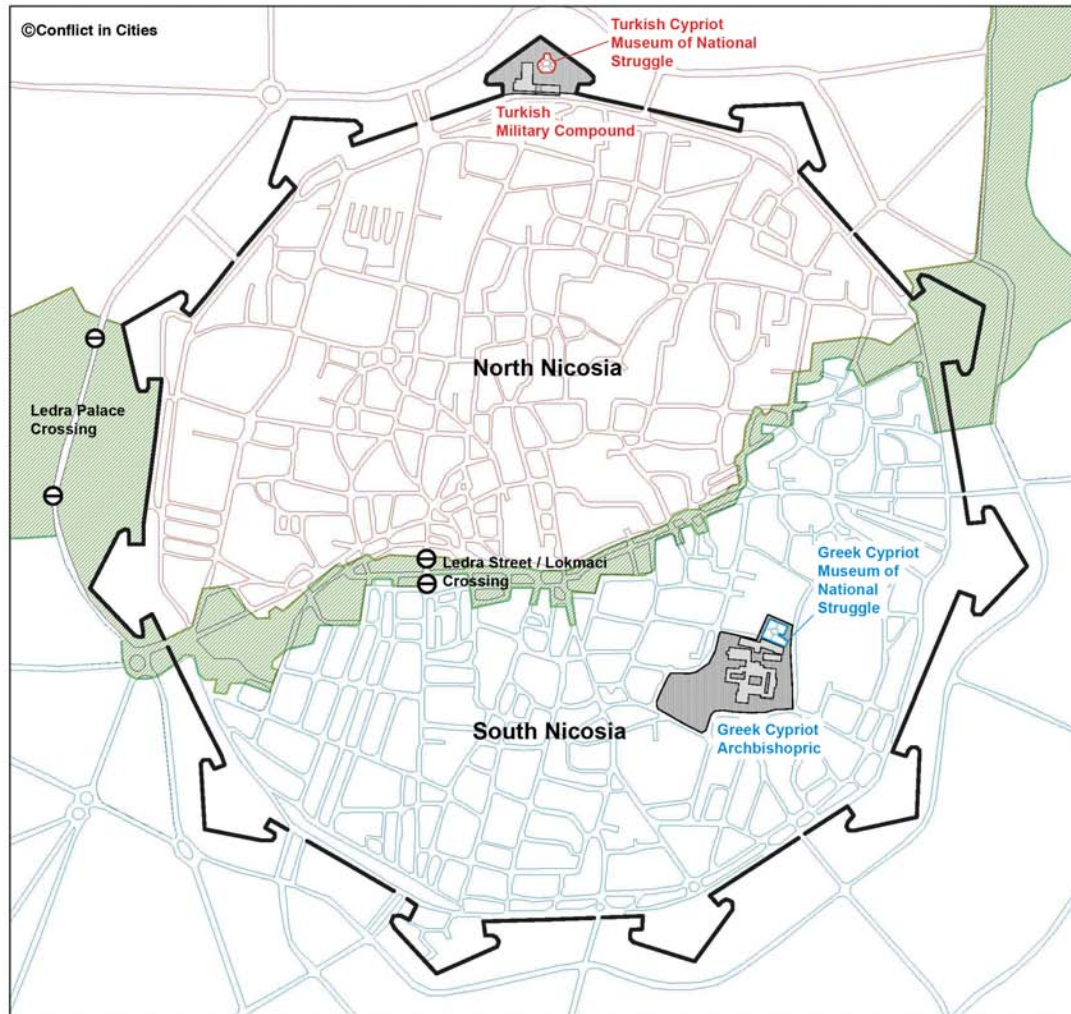 ©Conflict in Cities
Turkish Cypriot
Museum of National
Struggle
Turkish
Military Compound
North Nicosia
Ledra Palace
Crossing
Ledra Street / Lokmaci
Crossing
Greek Cypriot
Museum of
National
Struggle
South Nicosia
Greek Cypriot
Archbishopric